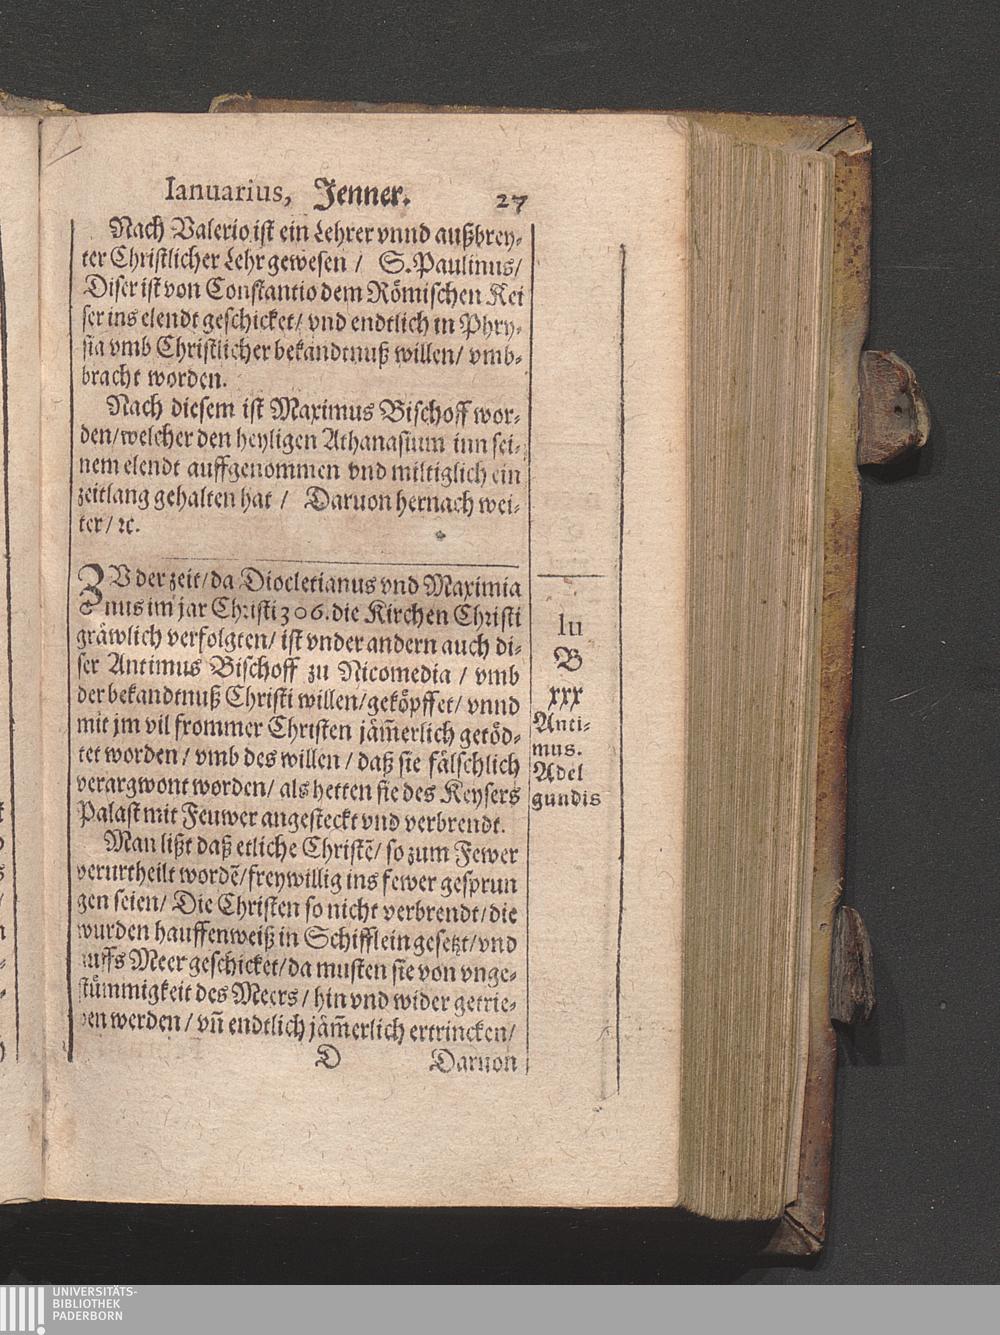 Ianuarius, Jenner. 27
Nach Valerio ist ein Lehrer vnnd außbrey-
ter Christlicher Lehr gewesen / S. Paulinus/
Diser ist von Constantio dem Römischen Kei
ser ins elendt geschicket/ vnd endtlich in Phry-
sia vmb Christlicher bekandtnuß willen/ vmb-
bracht worden.
Nach diesem ist Maximus Bischoff wor-
den/welcher den heyligen Athanasium inn sei-
nem elendt auffgenommen vnd miltiglich ein
zeitlang gehalten hat / Daruon hernach wei-
ter/ ꝛc.
ZV der zeit/ da Diocletianus vnd Maximia
nus im jar Christi 306. die Kirchen Christi
gräwlich verfolgten/ ist vnder andern auch di-
ser Antimus Bischoff zu Nicomedia / vmb
der bekandtnuß Christi willen/geköpffet/ vnnd
mit jm vil frommer Christen jäm̃erlich getöd-
tet worden / vmb des willen / daß sie fälschlich
verargwont worden/ als hetten sie des Keysers
Palast mit Feuwer angesteckt vnd verbrendt.
Man lißt daß etliche Christẽ/ so zum Fewer
verurtheilt wordẽ/freywillig ins fewer gesprun
gen seien/ Die Christen so nicht verbrendt/die
wurden hauffenweiß in Schifflein gesetzt/vnd
auffs Meer geschicket/da musten sie von vnge-
stümmigkeit des Meers / hin vnd wider getrie-
ben werden / vñ endtlich jäm̃erlich ertrincken/
D Daruon
lu
B
xxx
Anti-
mus.
Adel
gundis
UNIVERSITÄTS-
BIBLIOTHEK
PADERBORN